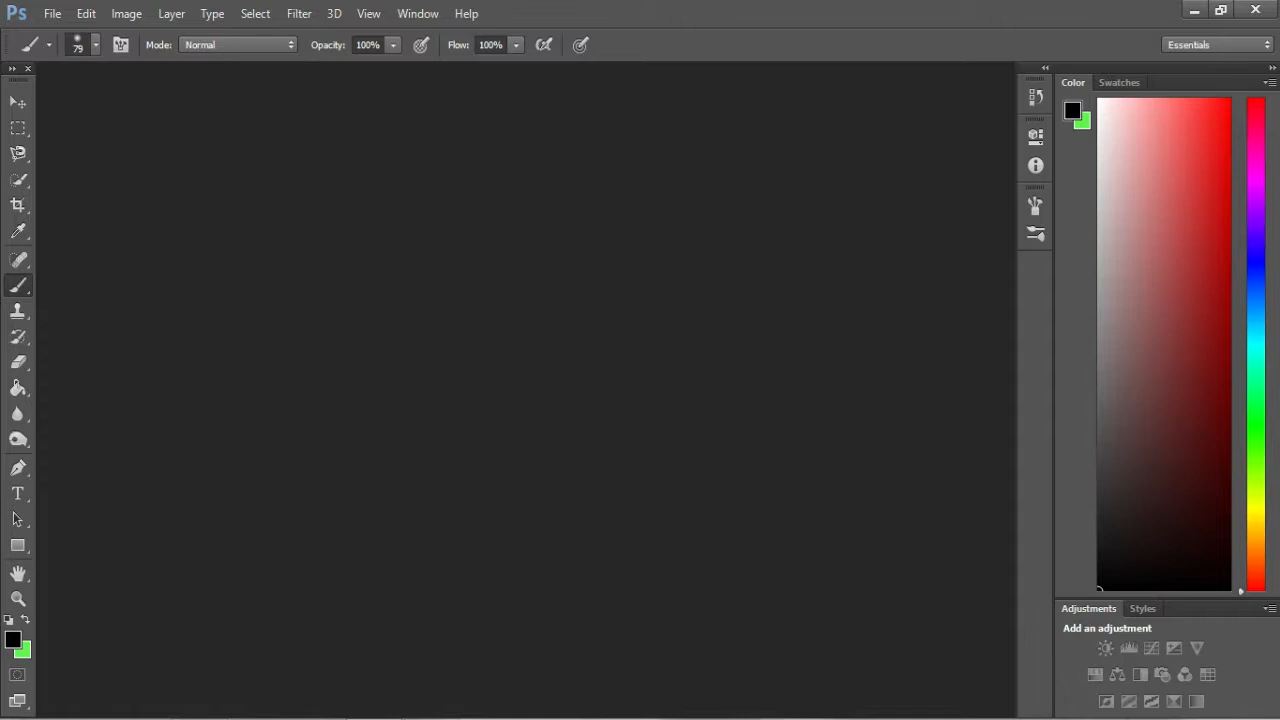 Ps File Edit Image Layer Type Select Filter 3D View Window Help
79 Mode: Normal Opacity: 100% Flow: 100% Essentials
Color Swatches
T
Adjustments Styles
Add an adjustment